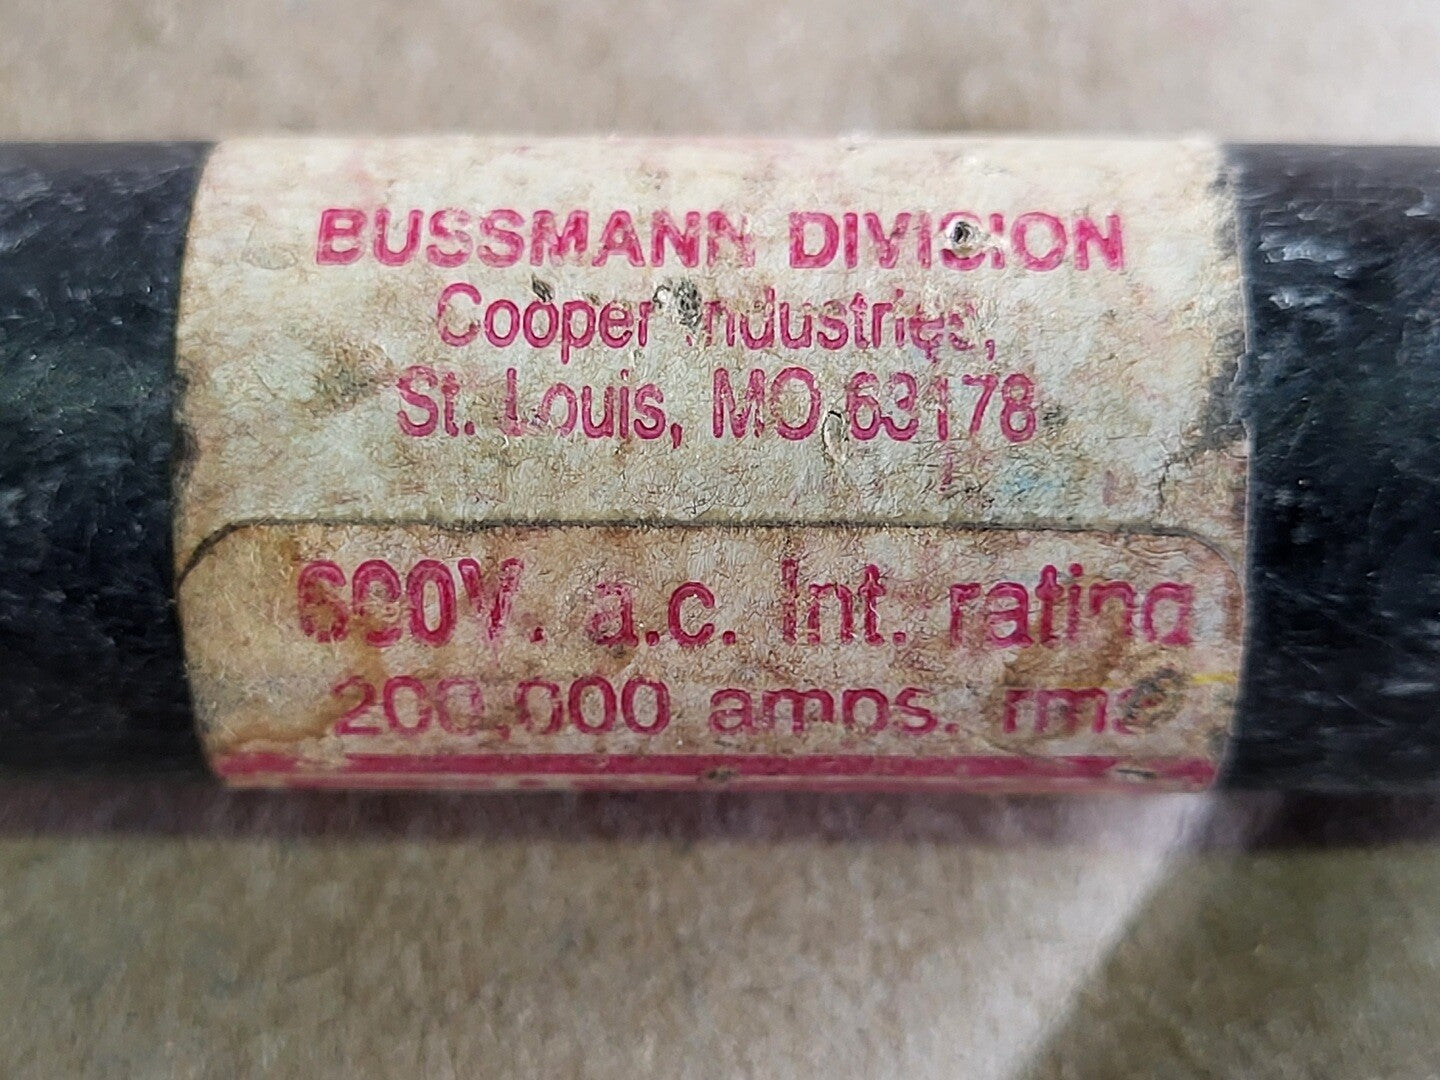 BUSSMANN DIVISION
Cooper Industries,
St. Louis, MO 63178
600V. a.c. Int. rating
200,000 amps. rms